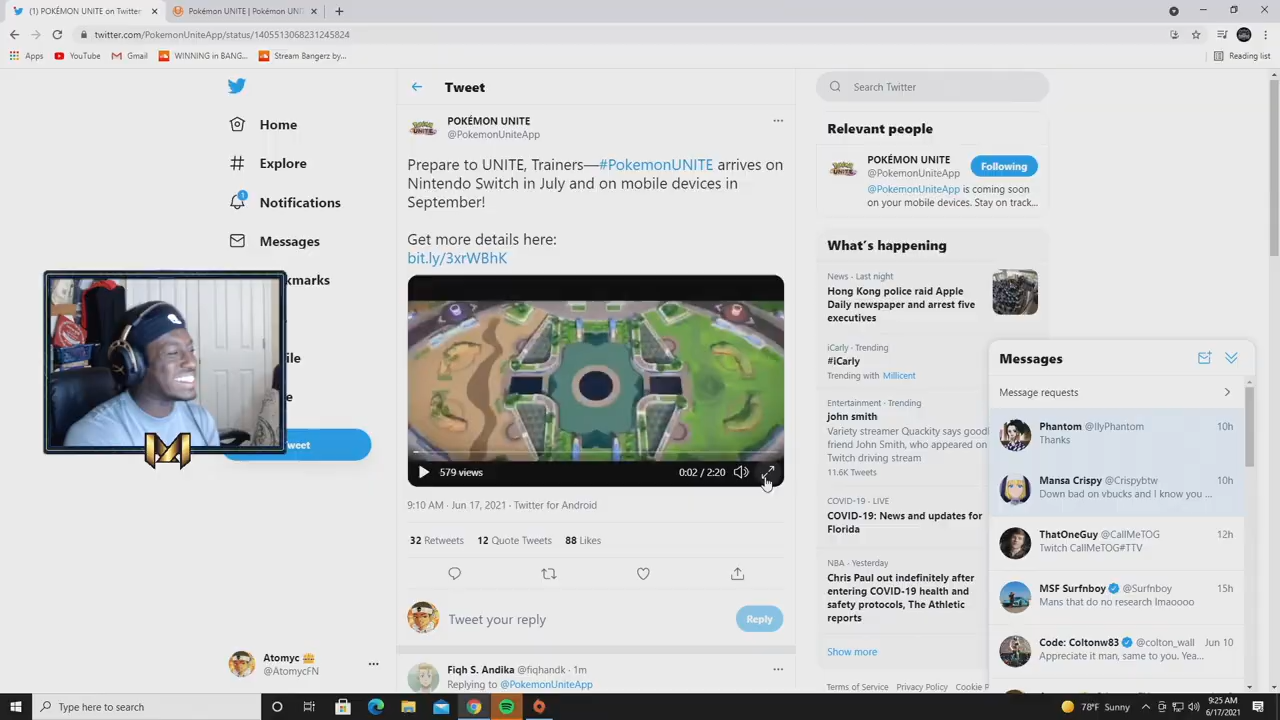 (1) POKÉMON UNITE on Twitter
Pokémon UNITE | Pokémon UNI
twitter.com/PokemonUniteApp/status/1405513068231245824
Apps
YouTube
Gmail
WINNING in BANG...
Stream Bangerz by...
Reading list
Home
Explore
1
Notifications
Messages
kmarks
ile
e
Tweet
Atomyc
@AtomycFN
Tweet
POKÉMON UNITE
@PokemonUniteApp
Prepare to UNITE, Trainers—#PokemonUNITE arrives on
Nintendo Switch in July and on mobile devices in
September!
Get more details here:
bit.ly/3xrWBhK
579 views
0:02 / 2:20
9:10 AM · Jun 17, 2021 · Twitter for Android
32 Retweets 12 Quote Tweets 88 Likes
Tweet your reply
Reply
Fiqh S. Andika @fiqhandk · 1m
Replying to @PokemonUniteApp
Search Twitter
Relevant people
POKÉMON UNITE
@PokemonUniteApp
Following
@PokemonUniteApp is coming soon
on your mobile devices. Stay on track...
What's happening
News · Last night
Hong Kong police raid Apple
Daily newspaper and arrest five
executives
iCarly · Trending
#iCarly
Trending with Millicent
Entertainment · Trending
john smith
Variety streamer Quackity says good
friend John Smith, who appeared on
Twitch driving stream
11.6K Tweets
COVID-19 · LIVE
COVID-19: News and updates for
Florida
NBA · Yesterday
Chris Paul out indefinitely after
entering COVID-19 health and
safety protocols, The Athletic
reports
Show more
Terms of Service Privacy Policy Cookie P
Messages
Message requests
Phantom @IlyPhantom 10h
Thanks
Mansa Crispy @Crispybtw 10h
Down bad on vbucks and I know you ...
ThatOneGuy @CallMeTOG 12h
Twitch CallMeTOG#TTV
MSF Surfnboy @Surfnboy 15h
Mans that do no research lmaoooo
Code: Coltonw83 @colton_wall Jun 10
Appreciate it man, same to you. Yea...
Type here to search
78°F Sunny
9:25 AM
6/17/2021